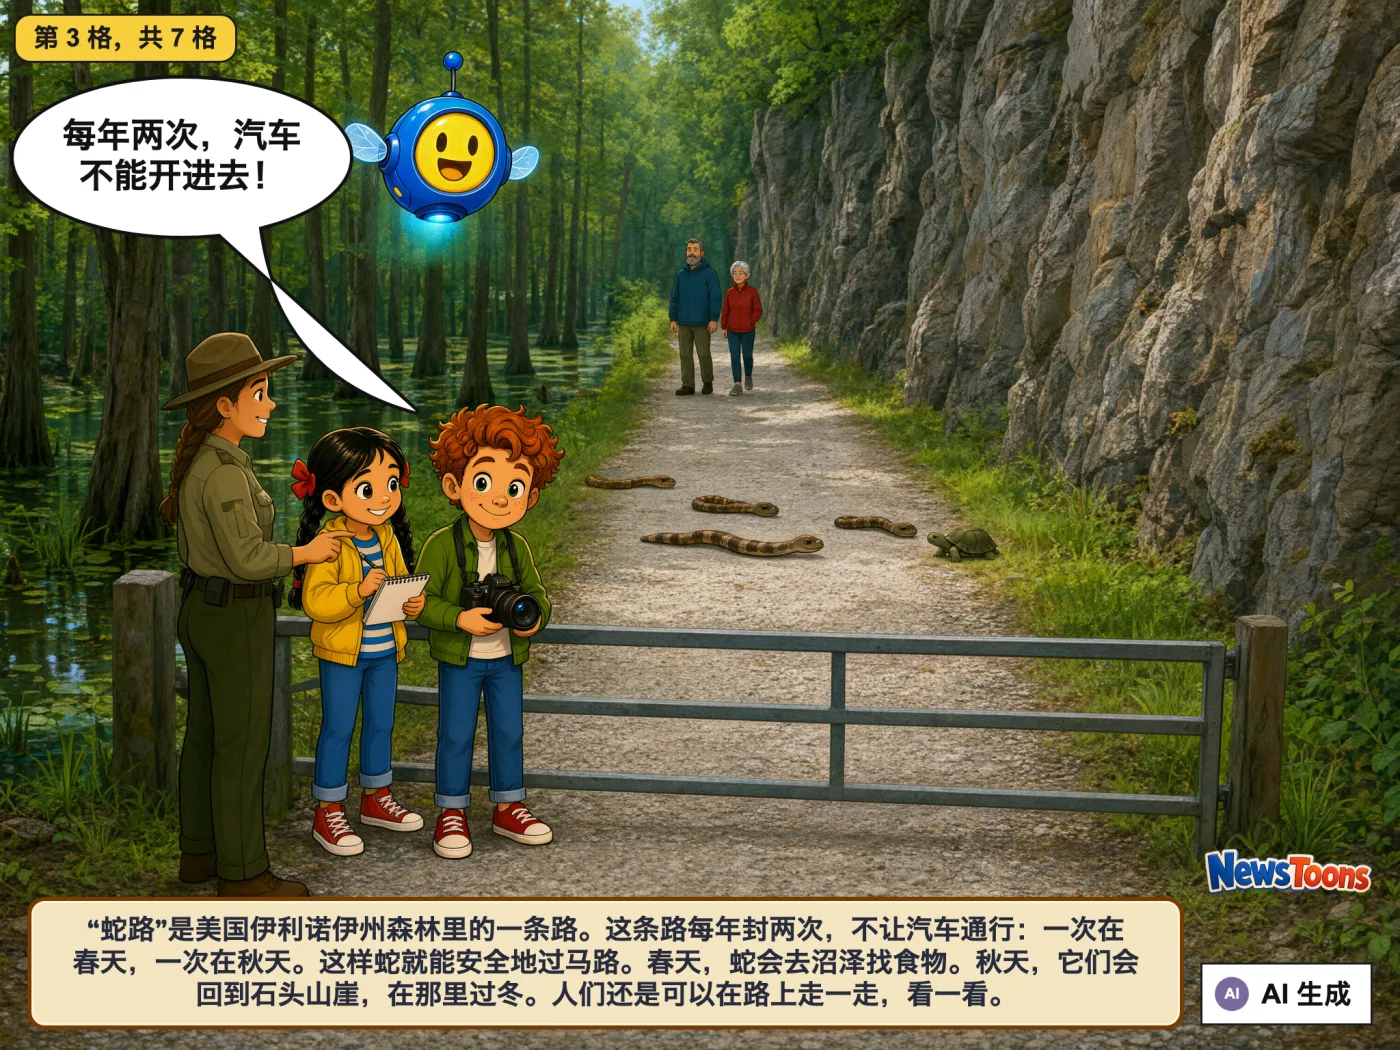 第 3 格，共 7 格
每年两次，汽车
不能开进去！
NewsToons
“蛇路”是美国伊利诺伊州森林里的一条路。这条路每年封两次，不让汽车通行：一次在
春天，一次在秋天。这样蛇就能安全地过马路。春天，蛇会去沼泽找食物。秋天，它们会
回到石头山崖，在那里过冬。人们还是可以在路上走一走，看一看。
AI AI 生成